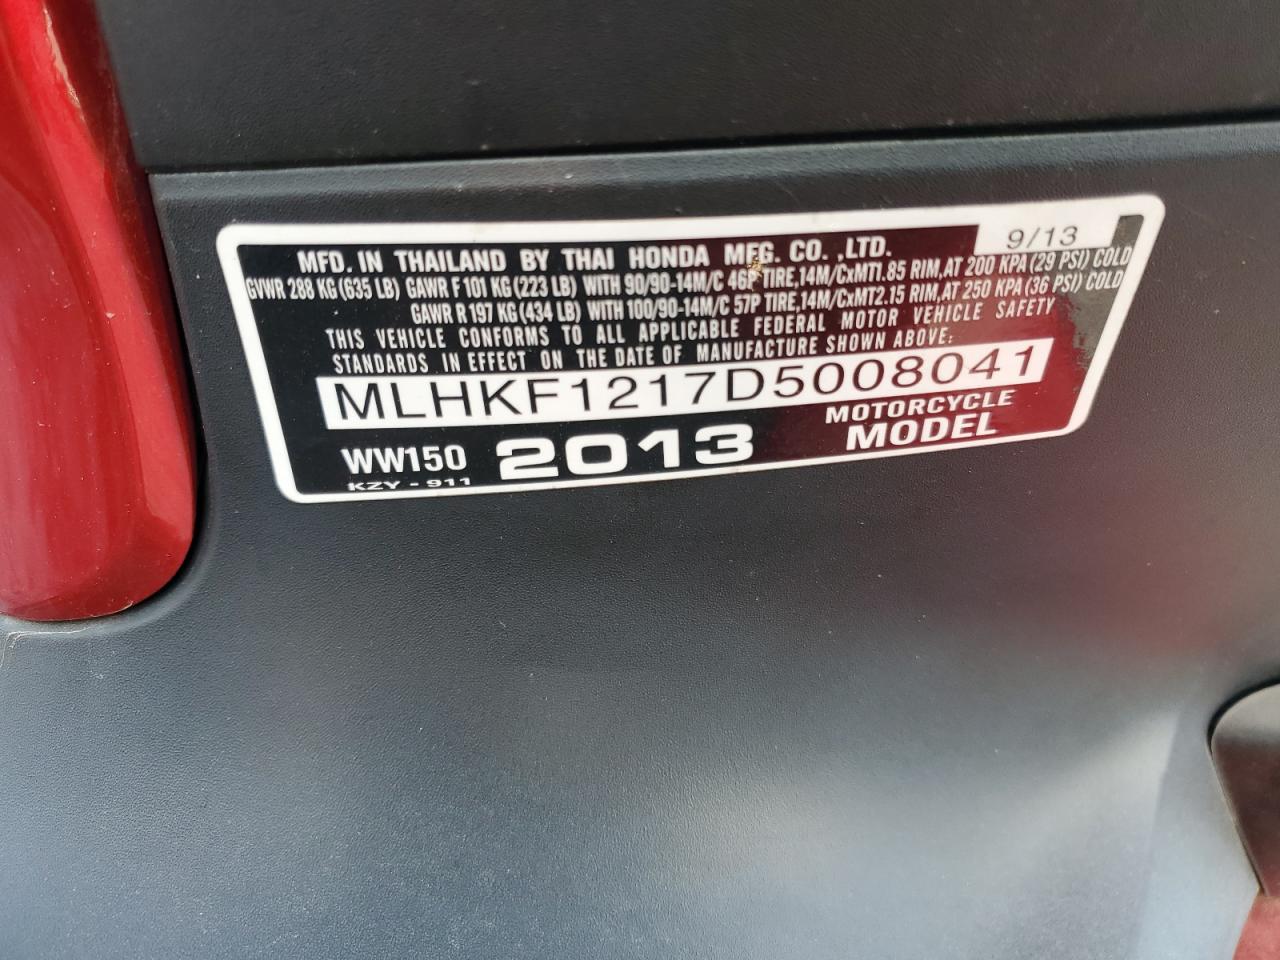 9/13
MFD. IN THAILAND BY THAI HONDA MFG. CO. ,LTD.
GVWR 288 KG (635 LB) GAWR F 101 KG (223 LB) WITH 90/90-14M/C 46P TIRE,14M/CxMT1.85 RIM,AT 200 KPA (29 PSI) COLD
GAWR R 197 KG (434 LB) WITH 100/90-14M/C 57P TIRE,14M/CxMT2.15 RIM,AT 250 KPA (36 PSI) COLD
THIS VEHICLE CONFORMS TO ALL APPLICABLE FEDERAL MOTOR VEHICLE SAFETY
STANDARDS IN EFFECT ON THE DATE OF MANUFACTURE SHOWN ABOVE:
MLHKF1217D5008041
MOTORCYCLE
WW150 2013 MODEL
KZY - 911